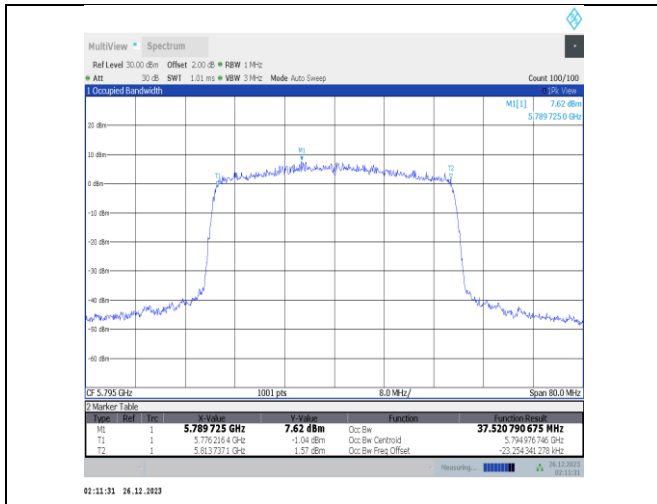 MultiView Spectrum
Ref Level 30.00 dBm Offset 2.00 dB RBW 1 MHz
Att 30 dB SWT 1.01 ms VBW 3 MHz Mode Auto Sweep Count 100/100
1 Occupied Bandwidth 1Pk View
M1[1] 7.62 dBm
5.789 725 0 GHz
20 dBm
M1
10 dBm
T1 T2
0 dBm
-10 dBm
-20 dBm
-30 dBm
-40 dBm
-50 dBm
-60 dBm
CF 5.795 GHz 1001 pts 8.0 MHz/ Span 80.0 MHz
2 Marker Table
Type Ref Trc X-Value Y-Value Function Function Result
M1 1 5.789 725 GHz 7.62 dBm Occ Bw 37.520 790 675 MHz
T1 1 5.776 216 4 GHz -1.04 dBm Occ Bw Centroid 5.794 976 746 GHz
T2 1 5.813 737 1 GHz 1.57 dBm Occ Bw Freq Offset -23.254 341 278 kHz
Measuring... 26.12.2023
02:11:31
02:11:31 26.12.2023